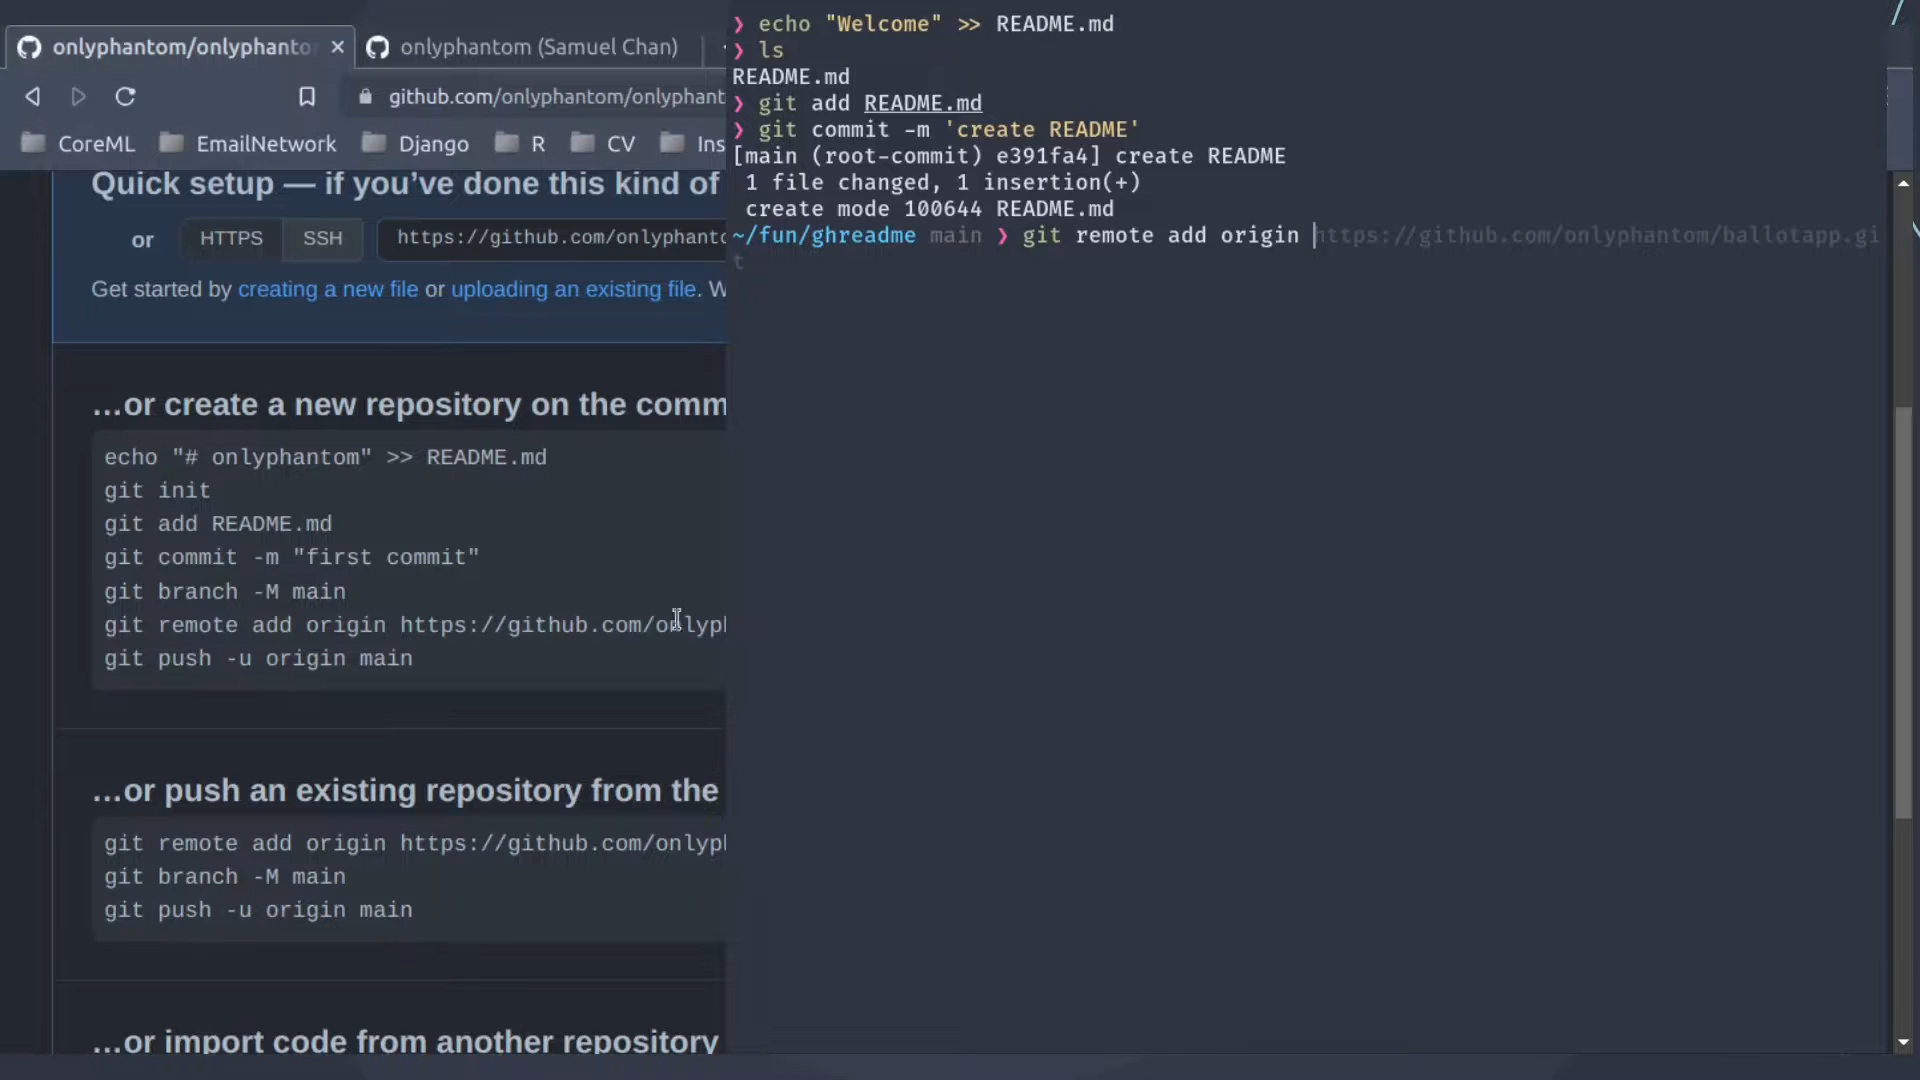 onlyphantom/onlyphanto
onlyphantom (Samuel Chan)
github.com/onlyphantom/onlyphant
CoreML
EmailNetwork
Django
R
CV
Ins
Quick setup — if you've done this kind of
or
HTTPS
SSH
https://github.com/onlyphanto
Get started by creating a new file or uploading an existing file. W
...or create a new repository on the comm
echo "# onlyphantom" >> README.md
git init
git add README.md
git commit -m "first commit"
git branch -M main
git remote add origin https://github.com/onlyph
git push -u origin main
...or push an existing repository from the
git remote add origin https://github.com/onlyph
git branch -M main
git push -u origin main
...or import code from another repository
❯ echo "Welcome" >> README.md
❯ ls
README.md
❯ git add README.md
❯ git commit -m 'create README'
[main (root-commit) e391fa4] create README
1 file changed, 1 insertion(+)
create mode 100644 README.md
~/fun/ghreadme main ❯ git remote add origin https://github.com/onlyphantom/ballotapp.gi
t